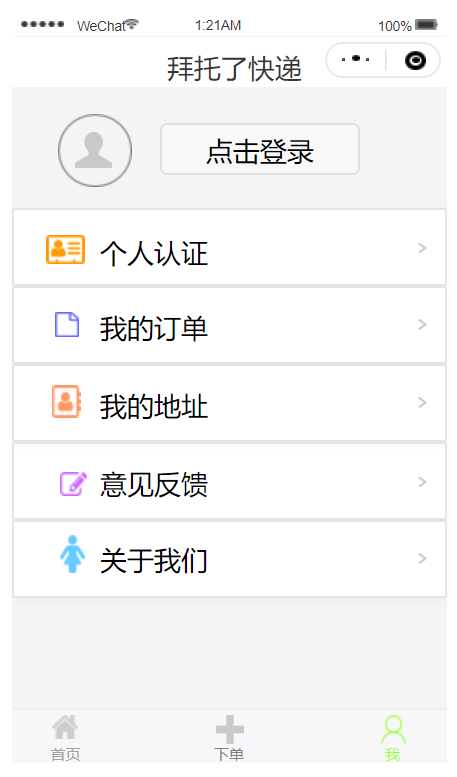 WeChat 1:21AM 100%
拜托了快递
点击登录
个人认证
我的订单
我的地址
意见反馈
关于我们
首页 下单 我